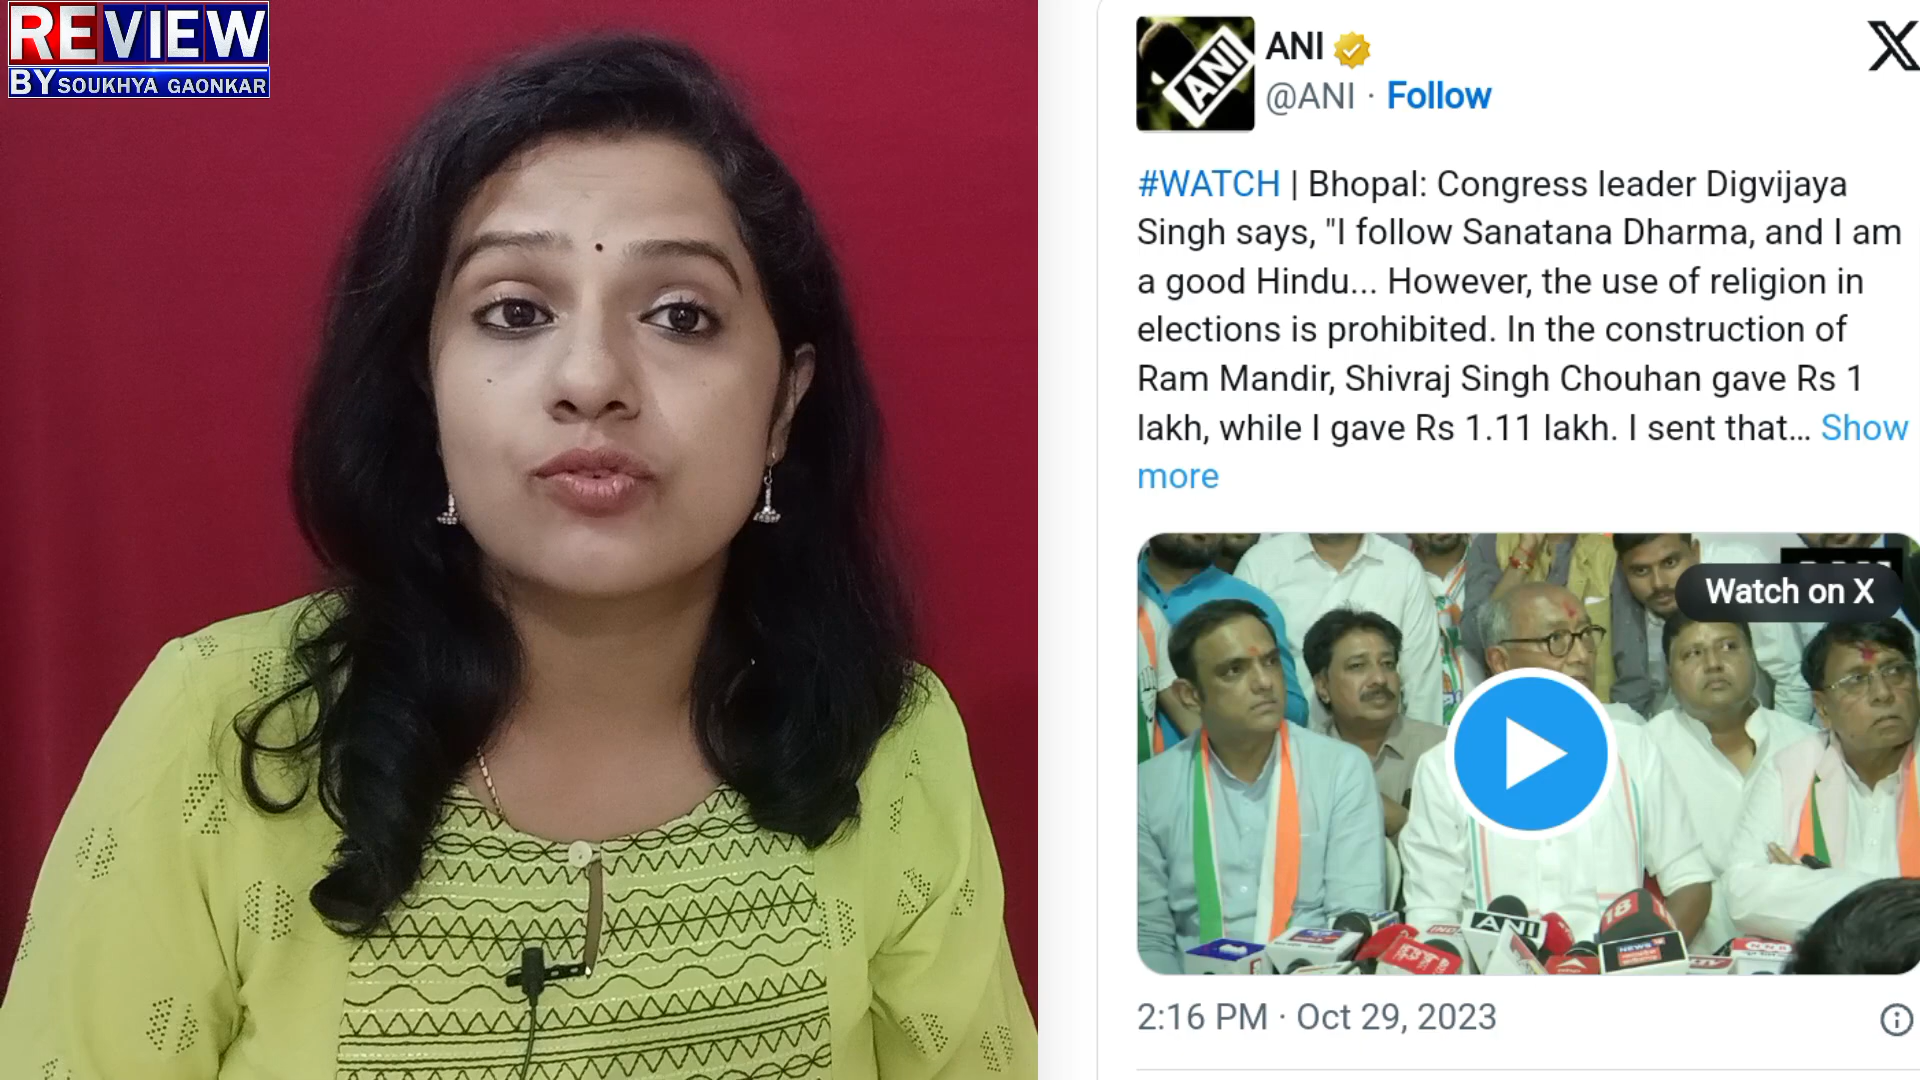 REVIEW
BY SOUKHYA GAONKAR
ANI
ANI
@ANI · Follow
#WATCH | Bhopal: Congress leader Digvijaya
Singh says, "I follow Sanatana Dharma, and I am
a good Hindu... However, the use of religion in
elections is prohibited. In the construction of
Ram Mandir, Shivraj Singh Chouhan gave Rs 1
lakh, while I gave Rs 1.11 lakh. I sent that... Show
more
Watch on X
ANI
18
NEWS
2:16 PM · Oct 29, 2023